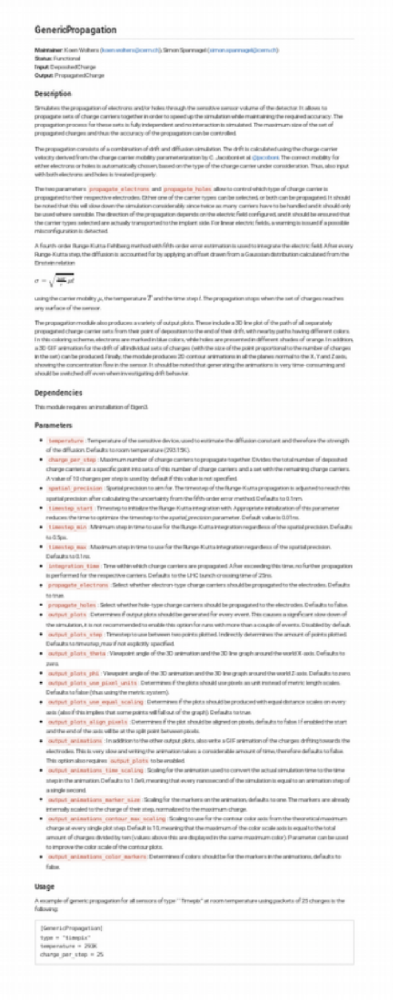 GenericPropagation
Maintainer: Koen Wolters (koen.wolters@cern.ch), Simon Spannagel (simon.spannagel@cern.ch)
Status: Functional
Input: DepositedCharge
Output: PropagatedCharge
Description
Simulates the propagation of electrons and/or holes through the sensitive sensor volume of the detector. It allows to
propagate sets of charge carriers together in order to speed up the simulation while maintaining the required accuracy. The
propagation process for these sets is fully independent and no interaction is simulated. The maximum size of the set of
propagated charges and thus the accuracy of the propagation can be controlled.
The propagation consists of a combination of drift and diffusion simulation. The drift is calculated using the charge carrier
velocity derived from the charge carrier mobility parameterization by C. Jacoboni et al. @jacoboni. The correct mobility for
either electrons or holes is automatically chosen, based on the type of the charge carrier under consideration. Thus, also input
with both electrons and holes is treated properly.
The two parameters propagate_electrons and propagate_holes allow to control which type of charge carrier is
propagated to their respective electrodes. Either one of the carrier types can be selected, or both can be propagated. It should
be noted that this will slow down the simulation considerably since twice as many carriers have to be handled and it should only
be used where sensible. The direction of the propagation depends on the electric field configured, and it should be ensured that
the carrier types selected are actually transported to the implant side. For linear electric fields, a warning is issued if a possible
misconfiguration is detected.
A fourth-order Runge-Kutta-Fehlberg method with fifth-order error estimation is used to integrate the electric field. After every
Runge-Kutta step, the diffusion is accounted for by applying an offset drawn from a Gaussian distribution calculated from the
Einstein relation
σ = √ μt
using the carrier mobility μ, the temperature T and the time step t. The propagation stops when the set of charges reaches
any surface of the sensor.
The propagation module also produces a variety of output plots. These include a 3D line plot of the path of all separately
propagated charge carrier sets from their point of deposition to the end of their drift, with nearby paths having different colors.
In this coloring scheme, electrons are marked in blue colors, while holes are presented in different shades of orange. In addition,
a 3D GIF animation for the drift of all individual sets of charges (with the size of the point proportional to the number of charges
in the set) can be produced. Finally, the module produces 2D contour animations in all the planes normal to the X, Y and Z axis,
showing the concentration flow in the sensor. It should be noted that generating the animations is very time-consuming and
should be switched off even when investigating drift behavior.
Dependencies
This module requires an installation of Eigen3.
Parameters
• temperature : Temperature of the sensitive device, used to estimate the diffusion constant and therefore the strength
of the diffusion. Defaults to room temperature (293.15K).
• charge_per_step : Maximum number of charge carriers to propagate together. Divides the total number of deposited
charge carriers at a specific point into sets of this number of charge carriers and a set with the remaining charge carriers.
A value of 10 charges per step is used by default if this value is not specified.
• spatial_precision : Spatial precision to aim for. The timestep of the Runge-Kutta propagation is adjusted to reach this
spatial precision after calculating the uncertainty from the fifth-order error method. Defaults to 0.1nm.
• timestep_start : Timestep to initialize the Runge-Kutta integration with. Appropriate initialization of this parameter
reduces the time to optimize the timestep to the spatial_precision parameter. Default value is 0.01ns.
• timestep_min : Minimum step in time to use for the Runge-Kutta integration regardless of the spatial precision. Defaults
to 0.5ps.
• timestep_max : Maximum step in time to use for the Runge-Kutta integration regardless of the spatial precision.
Defaults to 0.1ns.
• integration_time : Time within which charge carriers are propagated. After exceeding this time, no further propagation
is performed for the respective carriers. Defaults to the LHC bunch crossing time of 25ns.
• propagate_electrons : Select whether electron-type charge carriers should be propagated to the electrodes. Defaults
to true.
• propagate_holes : Select whether hole-type charge carriers should be propagated to the electrodes. Defaults to false.
• output_plots : Determines if output plots should be generated for every event. This causes a significant slow down of
the simulation, it is not recommended to enable this option for runs with more than a couple of events. Disabled by default.
• output_plots_step : Timestep to use between two points plotted. Indirectly determines the amount of points plotted.
Defaults to timestep_max if not explicitly specified.
• output_plots_theta : Viewpoint angle of the 3D animation and the 3D line graph around the world X-axis. Defaults to
zero.
• output_plots_phi : Viewpoint angle of the 3D animation and the 3D line graph around the world Z-axis. Defaults to zero.
• output_plots_use_pixel_units : Determines if the plots should use pixels as unit instead of metric length scales.
Defaults to false (thus using the metric system).
• output_plots_use_equal_scaling : Determines if the plots should be produced with equal distance scales on every
axis (also if this implies that some points will fall out of the graph). Defaults to true.
• output_plots_align_pixels : Determines if the plot should be aligned on pixels, defaults to false. If enabled the start
and the end of the axis will be at the split point between pixels.
• output_animations : In addition to the other output plots, also write a GIF animation of the charges drifting towards the
electrodes. This is very slow and writing the animation takes a considerable amount of time, therefore defaults to false.
This option also requires output_plots to be enabled.
• output_animations_time_scaling : Scaling for the animation used to convert the actual simulation time to the time
step in the animation. Defaults to 1.0e9, meaning that every nanosecond of the simulation is equal to an animation step of
a single second.
• output_animations_marker_size : Scaling for the markers on the animation, defaults to one. The markers are already
internally scaled to the charge of their step, normalized to the maximum charge.
• output_animations_contour_max_scaling : Scaling to use for the contour color axis from the theoretical maximum
charge at every single plot step. Default is 10, meaning that the maximum of the color scale axis is equal to the total
amount of charges divided by ten (values above this are displayed in the same maximum color). Parameter can be used
to improve the color scale of the contour plots.
• output_animations_color_markers: Determines if colors should be for the markers in the animations, defaults to
false.
Usage
A example of generic propagation for all sensors of type ``Timepix" at room temperature using packets of 25 charges is the
following:
[GenericPropagation]
type = "timepix"
temperature = 293K
charge_per_step = 25